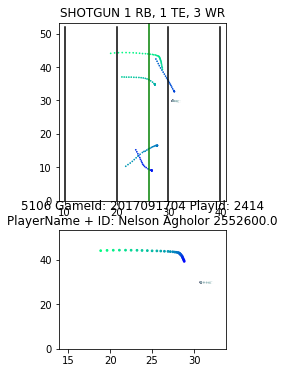 SHOTGUN 1 RB, 1 TE, 3 WR
50
40
30
20
10
0
10 20 30 40
5106 GameId: 2017091704 PlayId: 2414
PlayerName + ID: Nelson Agholor 2552600.0
40
20
0
15 20 25 30